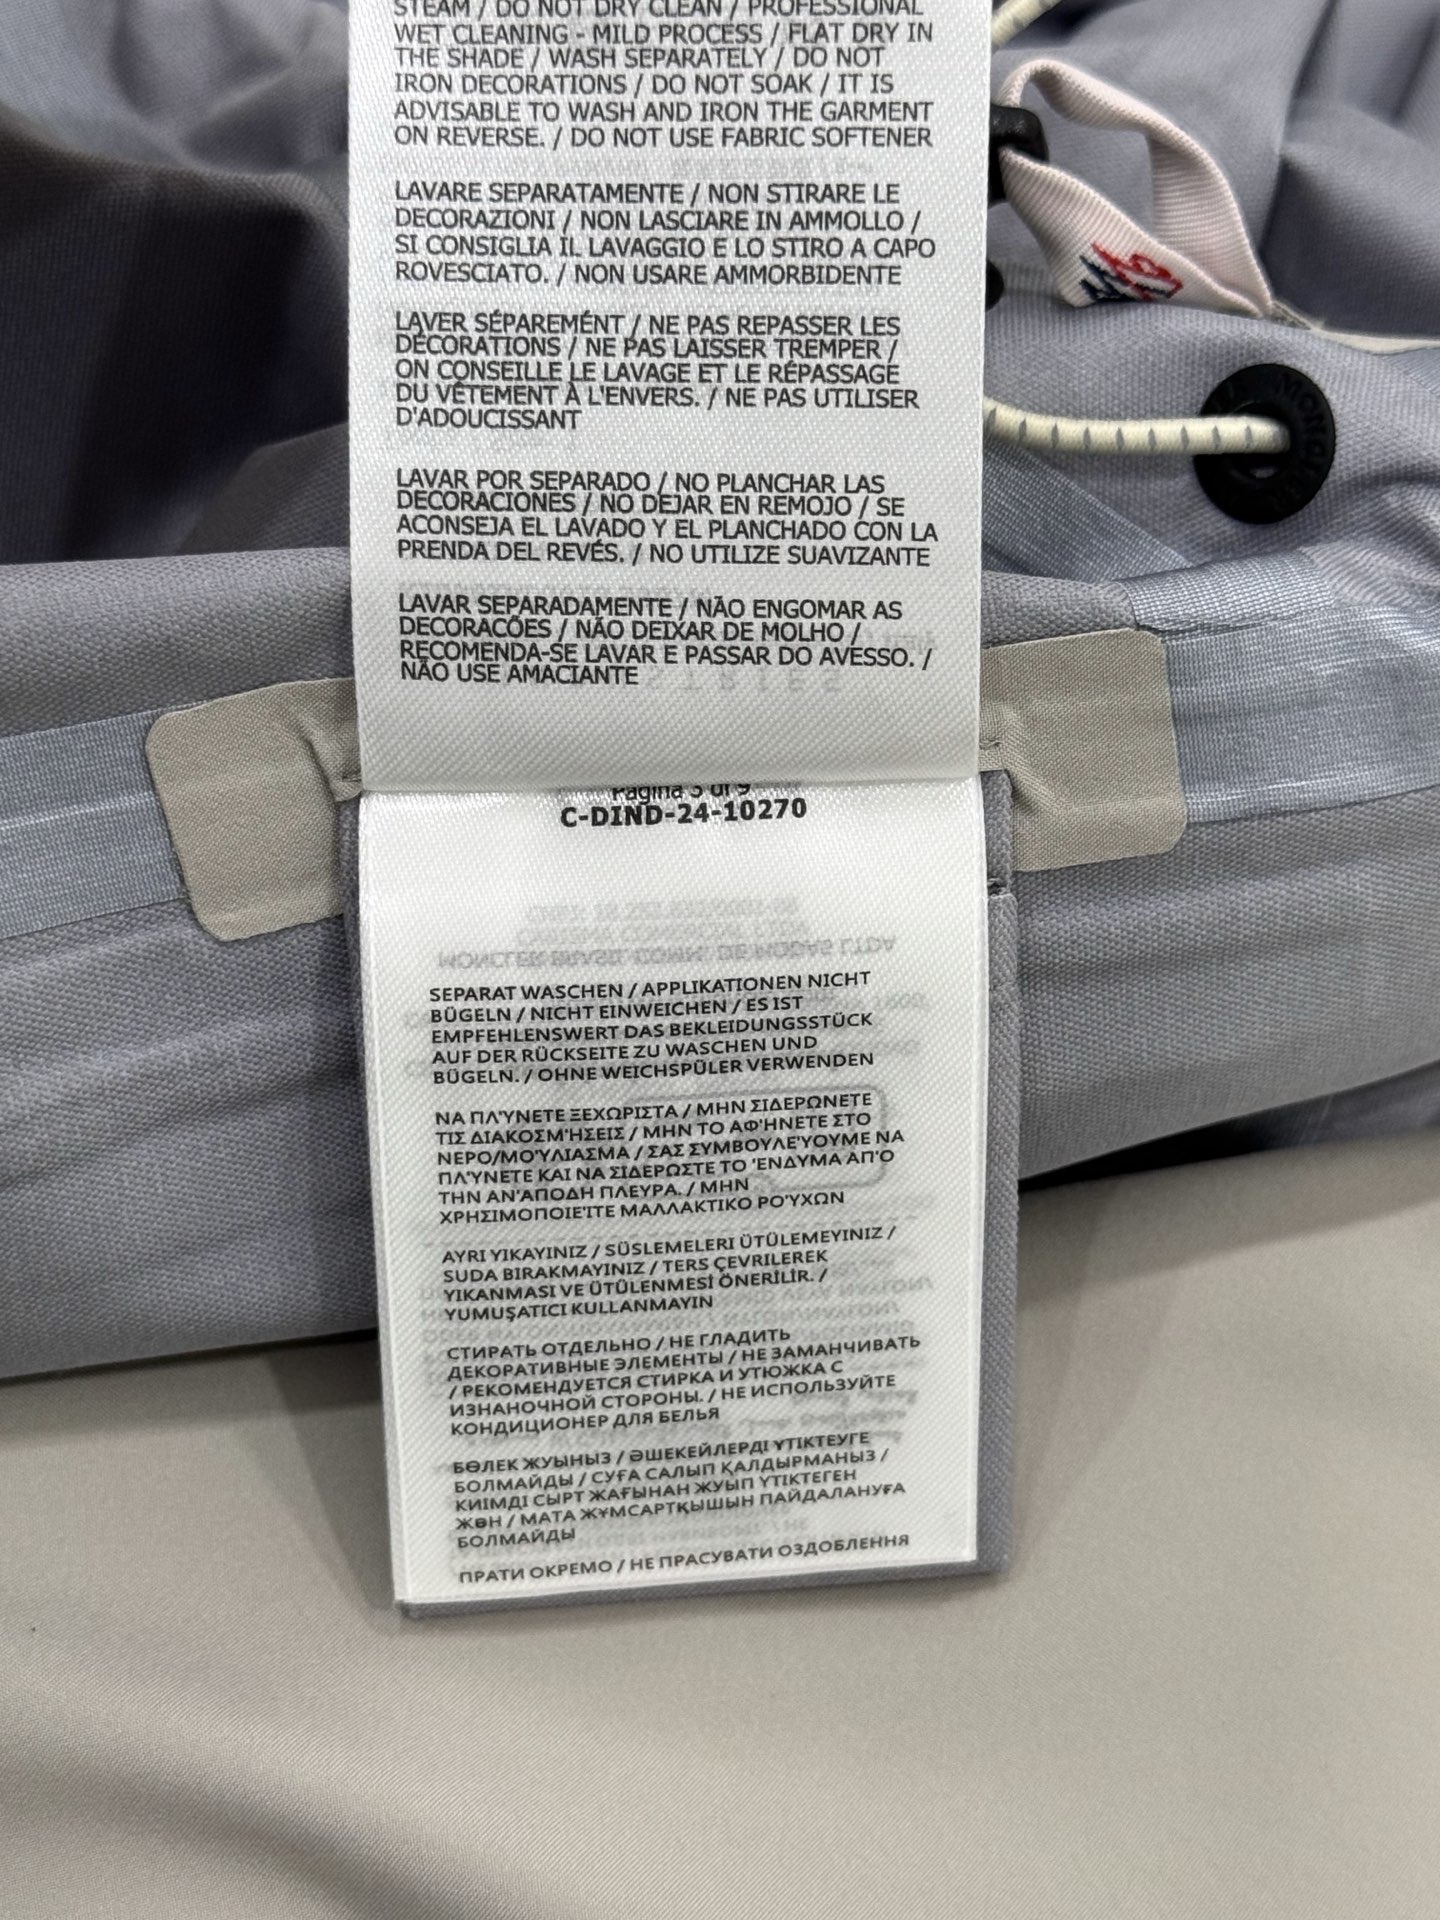 STEAM / DO NOT DRY CLEAN / PROFESSIONAL
WET CLEANING - MILD PROCESS / FLAT DRY IN
THE SHADE / WASH SEPARATELY / DO NOT
IRON DECORATIONS / DO NOT SOAK / IT IS
ADVISABLE TO WASH AND IRON THE GARMENT
ON REVERSE. / DO NOT USE FABRIC SOFTENER
LAVARE SEPARATAMENTE / NON STIRARE LE
DECORAZIONI / NON LASCIARE IN AMMOLLO /
SI CONSIGLIA IL LAVAGGIO E LO STIRO A CAPO
ROVESCIATO. / NON USARE AMMORBIDENTE
LAVER SÉPAREMÉNT / NE PAS REPASSER LES
DÉCORATIONS / NE PAS LAISSER TREMPER /
ON CONSEILLE LE LAVAGE ET LE RÉPASSAGE
DU VÊTEMENT À L'ENVERS. / NE PAS UTILISER
D'ADOUCISSANT
LAVAR POR SEPARADO / NO PLANCHAR LAS
DECORACIONES / NO DEJAR EN REMOJO / SE
ACONSEJA EL LAVADO Y EL PLANCHADO CON LA
PRENDA DEL REVÉS. / NO UTILIZE SUAVIZANTE
LAVAR SEPARADAMENTE / NÃO ENGOMAR AS
DECORACÕES / NÃO DEIXAR DE MOLHO /
RECOMENDA-SE LAVAR E PASSAR DO AVESSO. /
NÃO USE AMACIANTE
Pagina 3 di 9
C-DIND-24-10270
SEPARAT WASCHEN / APPLIKATIONEN NICHT
BÜGELN / NICHT EINWEICHEN / ES IST
EMPFEHLENSWERT DAS BEKLEIDUNGSSTÜCK
AUF DER RÜCKSEITE ZU WASCHEN UND
BÜGELN. / OHNE WEICHSPÜLER VERWENDEN
ΝΑ ΠΛΎΝΕΤΕ ΞΕΧΩΡΙΣΤΑ / ΜΗΝ ΣΙΔΕΡΩΝΕΤΕ
ΤΙΣ ΔΙΑΚΟΣΜΉΣΕΙΣ / ΜΗΝ ΤΟ ΑΦΉΝΕΤΕ ΣΤΟ
ΝΕΡΟ/ΜΟΎΛΙΑΣΜΑ / ΣΑΣ ΣΥΜΒΟΥΛΕΎΟΥΜΕ ΝΑ
ΠΛΎΝΕΤΕ ΚΑΙ ΝΑ ΣΙΔΕΡΩΣΤΕ ΤΟ ΈΝΔΥΜΑ ΑΠΌ
ΤΗΝ ΑΝΆΠΟΔΗ ΠΛΕΥΡΑ. / ΜΗΝ
ΧΡΗΣΙΜΟΠΟΙΕΊΤΕ ΜΑΛΛΑΚΤΙΚΟ ΡΟΎΧΩΝ
AYRI YIKAYINIZ / SÜSLEMELERI ÜTÜLEMEYINIZ /
SUDA BIRAKMAYINIZ / TERS ÇEVRILEREK
YIKANMASI VE ÜTÜLENMESİ ÖNERİLİR. /
YUMUŞATICI KULLANMAYIN
СТИРАТЬ ОТДЕЛЬНО / НЕ ГЛАДИТЬ
ДЕКОРАТИВНЫЕ ЭЛЕМЕНТЫ / НЕ ЗАМАНЧИВАТЬ
/ РЕКОМЕНДУЕТСЯ СТИРКА И УТЮЖКА С
ИЗНАНОЧНОЙ СТОРОНЫ. / НЕ ИСПОЛЬЗУЙТЕ
КОНДИЦИОНЕР ДЛЯ БЕЛЬЯ
БӨЛЕК ЖУЫНЫЗ / ӘШЕКЕЙЛЕРДІ ҮТІКТЕУГЕ
БОЛМАЙДЫ / СУҒА САЛЫП ҚАЛДЫРМАНЫЗ /
КИІМДІ СЫРТ ЖАҒЫНАН ЖУЫП ҮТІКТЕГЕН
ЖӨН / МАТА ЖҰМСАРТҚЫШЫН ПАЙДАЛАНУҒА
БОЛМАЙДЫ
ПРАТИ ОКРЕМО / НЕ ПРАСУВАТИ ОЗДОБЛЕННЯ
MONCLER